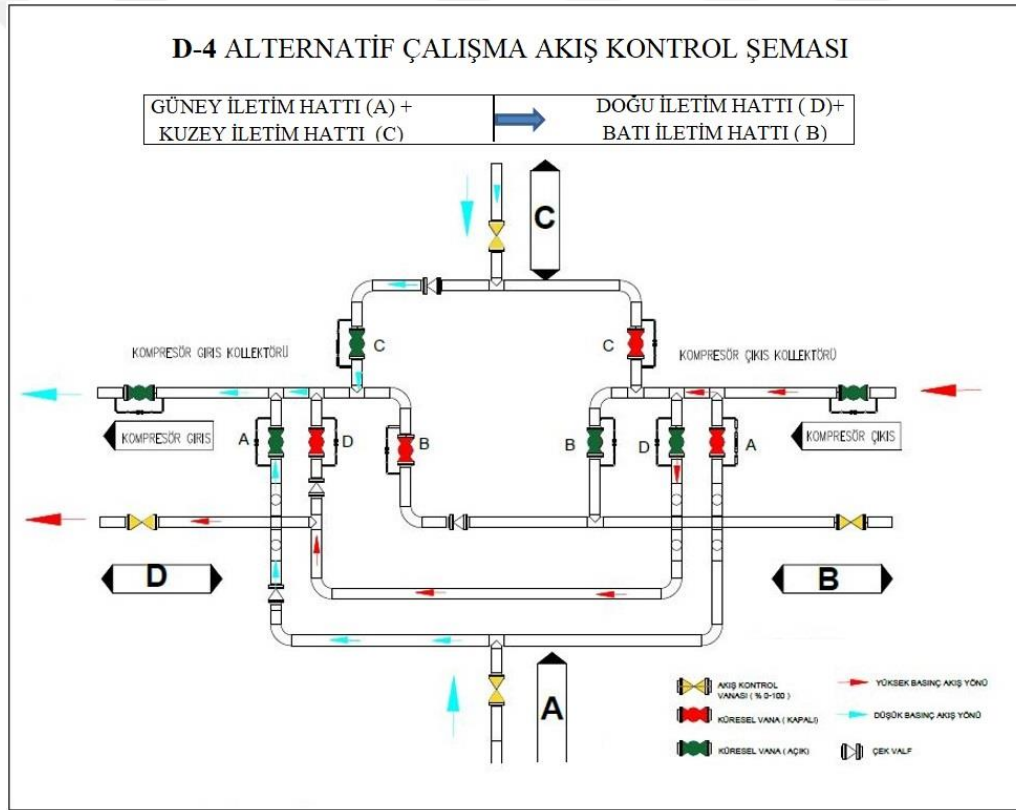 D-4 ALTERNATİF ÇALIŞMA AKIŞ KONTROL ŞEMASI
GÜNEY İLETİM HATTI (A) +
KUZEY İLETİM HATTI (C)
DOĞU İLETİM HATTI ( D)+
BATI İLETİM HATTI ( B)
C
C
C
KOMPRESÖR GIRIS KOLLEKTÖRÜ
KOMPRESÖR ÇIKIS KOLLEKTÖRÜ
KOMPRESÖR GIRIS
A
D
B
B
D
A
KOMPRESÖR ÇIKIS
D
B
A
AKIŞ KONTROL
VANASI ( % 0-100 )
KÜRESEL VANA ( KAPALI)
KÜRESEL VANA ( AÇIK)
YÜKSEK BASINÇ AKIŞ YÖNÜ
DÜŞÜK BASINÇ AKIŞ YÖNÜ
ÇEK VALF